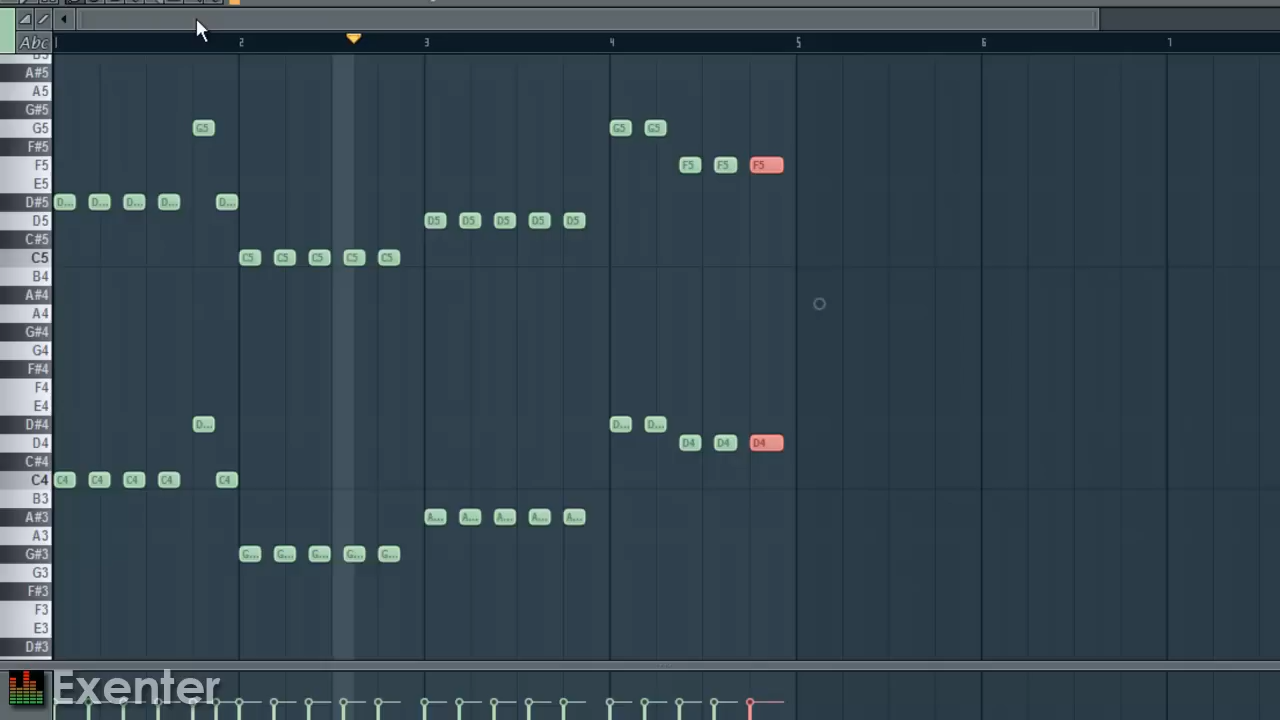 Abc 1 2 3 4 5 6 7
B5
A#5
A5
G#5
G5 G5 G5 G5
F#5
F5 F5 F5 F5
E5
D#5 D... D... D... D... D...
D5 D5 D5 D5 D5 D5
C#5
C5 C5 C5 C5 C5 C5
B4
A#4
A4
G#4
G4
F#4
F4
E4
D#4 D... D... D...
D4 D4 D4 D4
C#4
C4 C4 C4 C4 C4 C4
B3
A#3 A... A... A... A... A...
A3
G#3 G... G... G... G... G...
G3
F#3
F3
E3
D#3
Exenter